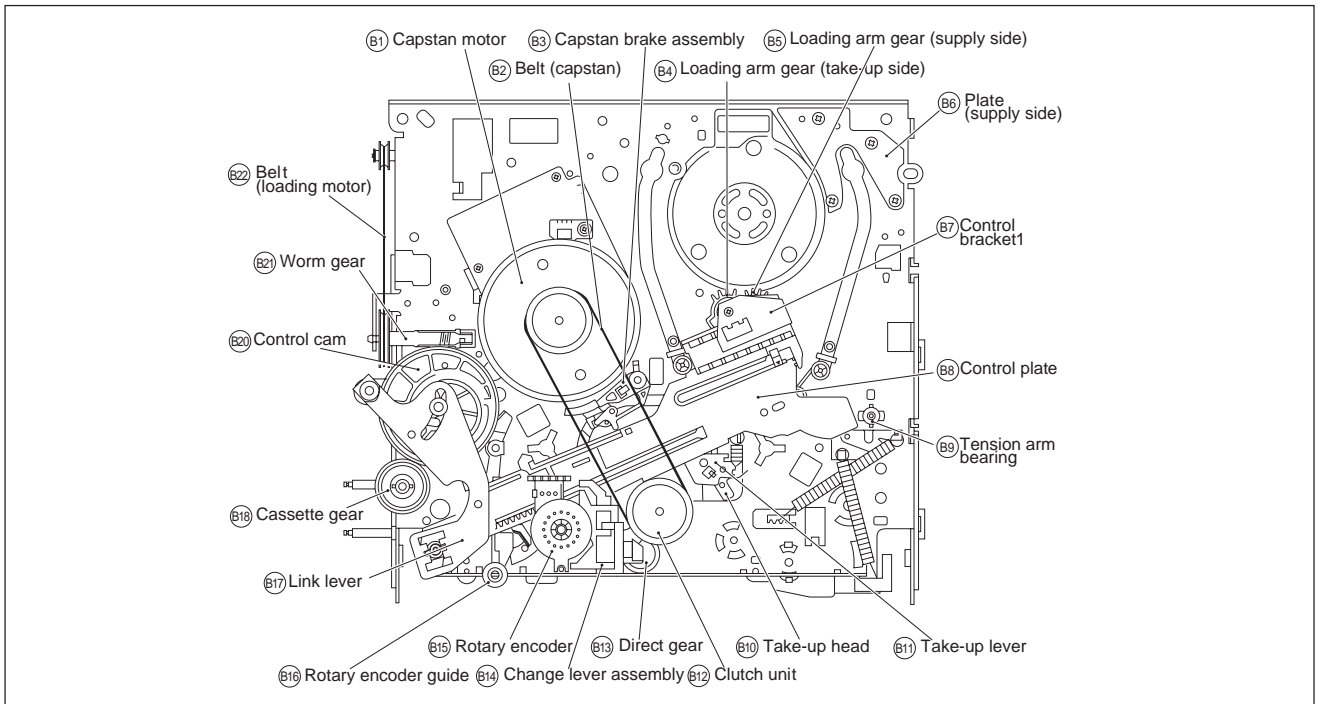 B1 Capstan motor
B3 Capstan brake assembly
B5 Loading arm gear (supply side)
B2 Belt (capstan)
B4 Loading arm gear (take-up side)
B6 Plate
(supply side)
B22 Belt
(loading motor)
B7 Control
bracket1
B21 Worm gear
B20 Control cam
B8 Control plate
B9 Tension arm
bearing
B18 Cassette gear
B17 Link lever
B15 Rotary encoder
B13 Direct gear
B10 Take-up head
B11 Take-up lever
B16 Rotary encoder guide
B14 Change lever assembly
B12 Clutch unit